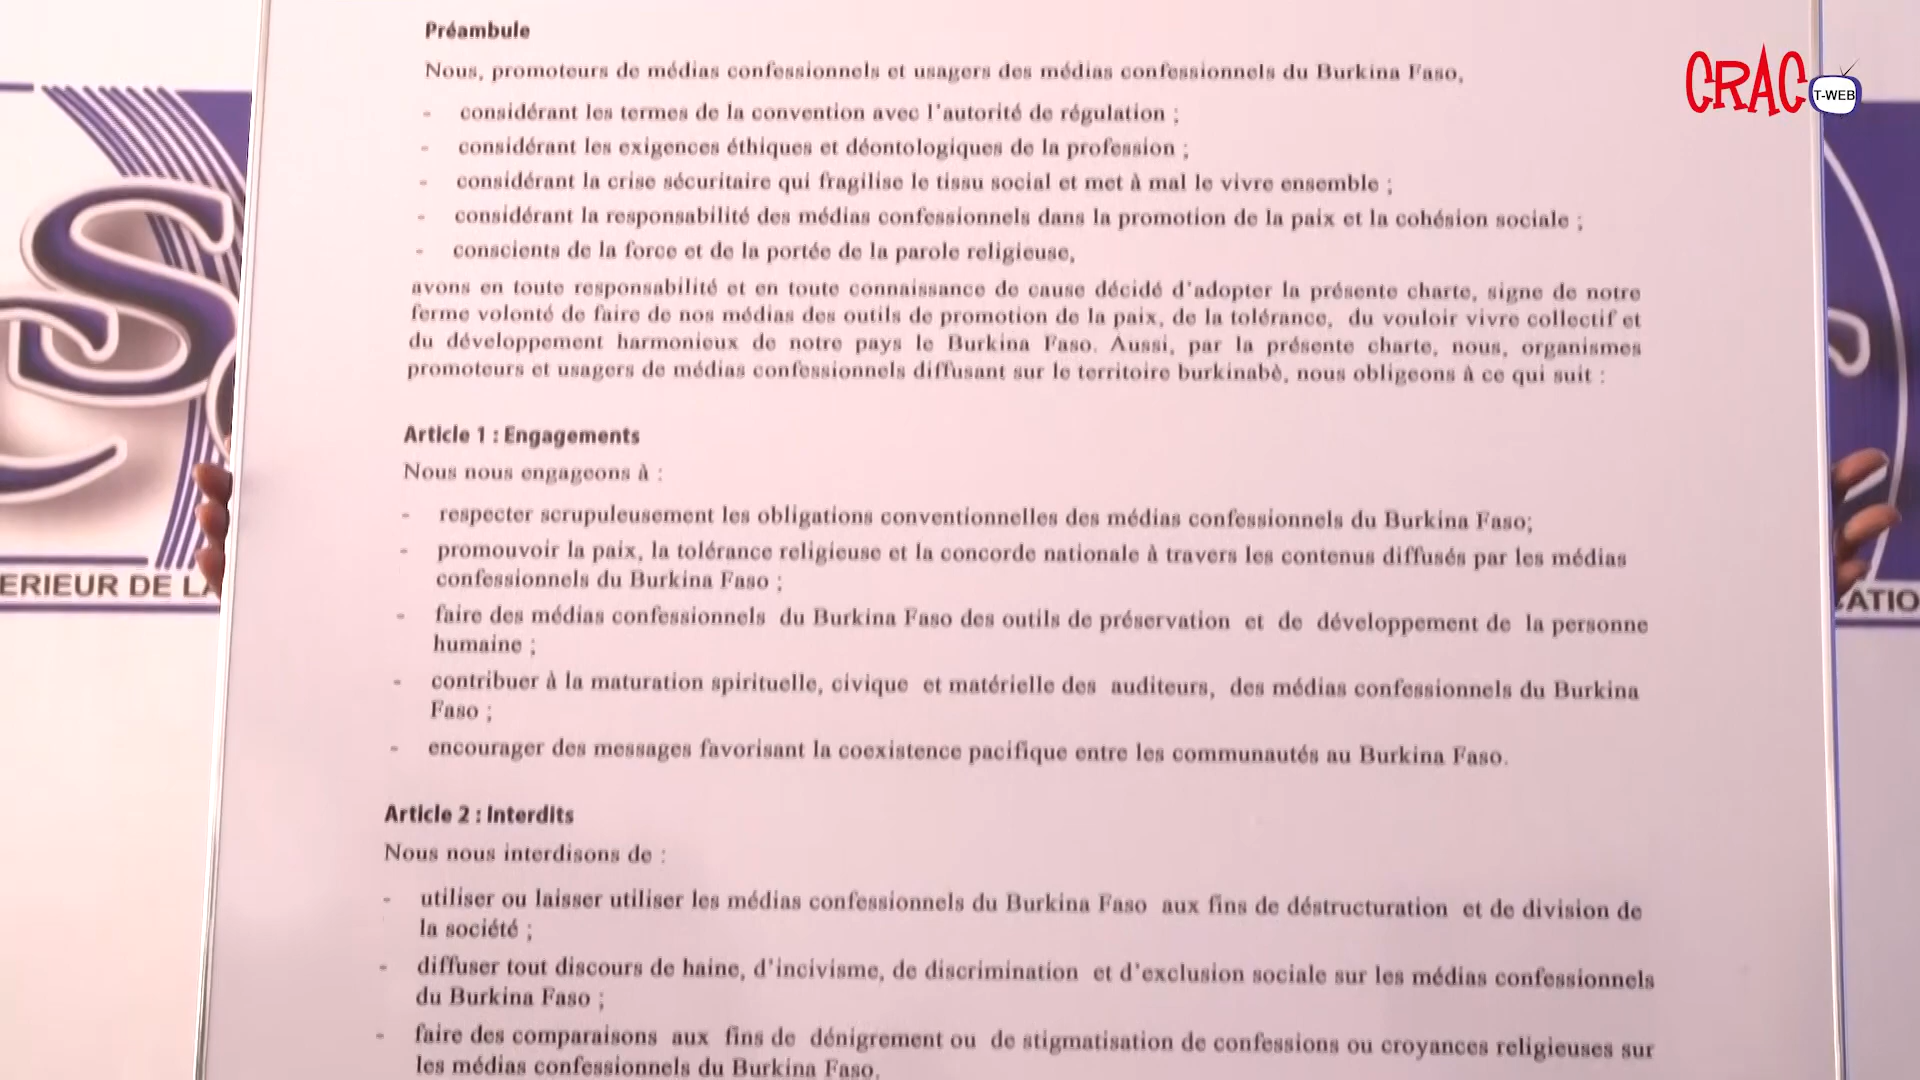 CRAC
T-WEB
Préambule
Nous, promoteurs de médias confessionnels et usagers des médias confessionnels du Burkina Faso,
- considérant les termes de la convention avec l'autorité de régulation ;
- considérant les exigences éthiques et déontologiques de la profession ;
- considérant la crise sécuritaire qui fragilise le tissu social et met à mal le vivre ensemble ;
- considérant la responsabilité des médias confessionnels dans la promotion de la paix et la cohésion sociale ;
- conscients de la force et de la portée de la parole religieuse,
avons en toute responsabilité et en toute connaissance de cause décidé d'adopter la présente charte, signe de notre
ferme volonté de faire de nos médias des outils de promotion de la paix, de la tolérance, du vouloir vivre collectif et
du développement harmonieux de notre pays le Burkina Faso. Aussi, par la présente charte, nous, organismes
promoteurs et usagers de médias confessionnels diffusant sur le territoire burkinabè, nous obligeons à ce qui suit :
Article 1 : Engagements
Nous nous engageons à :
- respecter scrupuleusement les obligations conventionnelles des médias confessionnels du Burkina Faso;
- promouvoir la paix, la tolérance religieuse et la concorde nationale à travers les contenus diffusés par les médias
confessionnels du Burkina Faso ;
- faire des médias confessionnels du Burkina Faso des outils de préservation et de développement de la personne
humaine ;
- contribuer à la maturation spirituelle, civique et matérielle des auditeurs, des médias confessionnels du Burkina
Faso ;
- encourager des messages favorisant la coexistence pacifique entre les communautés au Burkina Faso.
Article 2 : Interdits
Nous nous interdisons de :
- utiliser ou laisser utiliser les médias confessionnels du Burkina Faso aux fins de déstructuration et de division de
la société ;
- diffuser tout discours de haine, d'incivisme, de discrimination et d'exclusion sociale sur les médias confessionnels
du Burkina Faso ;
- faire des comparaisons aux fins de dénigrement ou de stigmatisation de confessions ou croyances religieuses sur
les médias confessionnels du Burkina Faso.
S
ERIEUR DE LA
CATIO